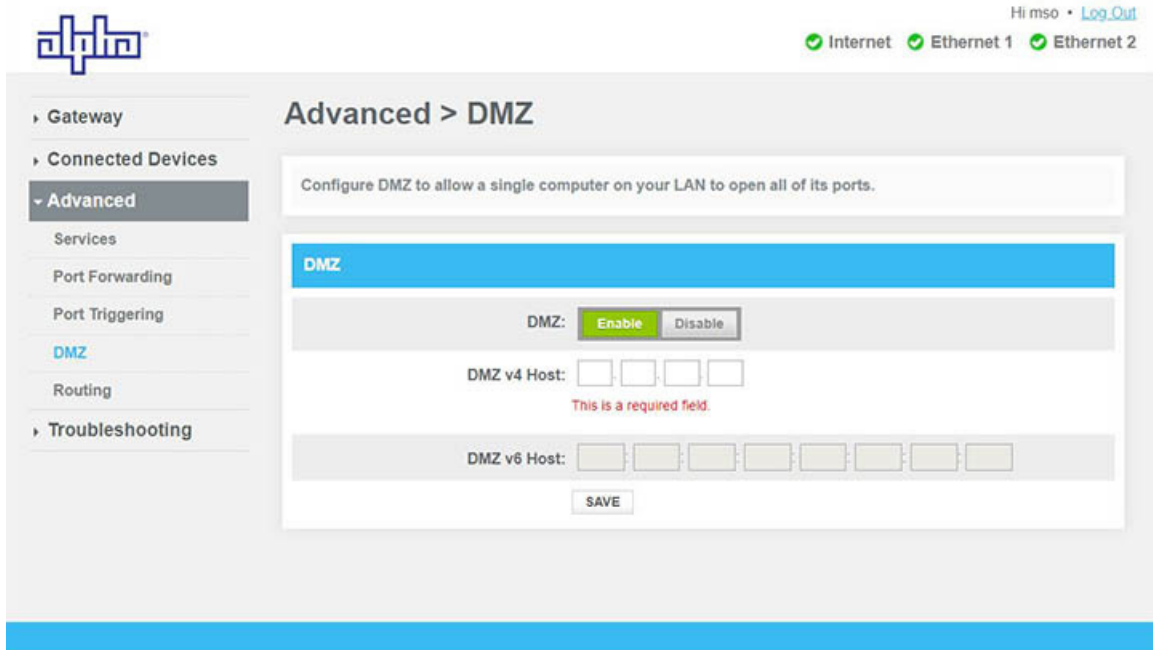 Hi mso • Log Out
alpha
Internet Ethernet 1 Ethernet 2
Gateway
Connected Devices
Advanced
Services
Port Forwarding
Port Triggering
DMZ
Routing
Troubleshooting
Advanced > DMZ
Configure DMZ to allow a single computer on your LAN to open all of its ports.
DMZ
DMZ: Enable Disable
DMZ v4 Host: . . .
This is a required field.
DMZ v6 Host: : : : : : : :
SAVE